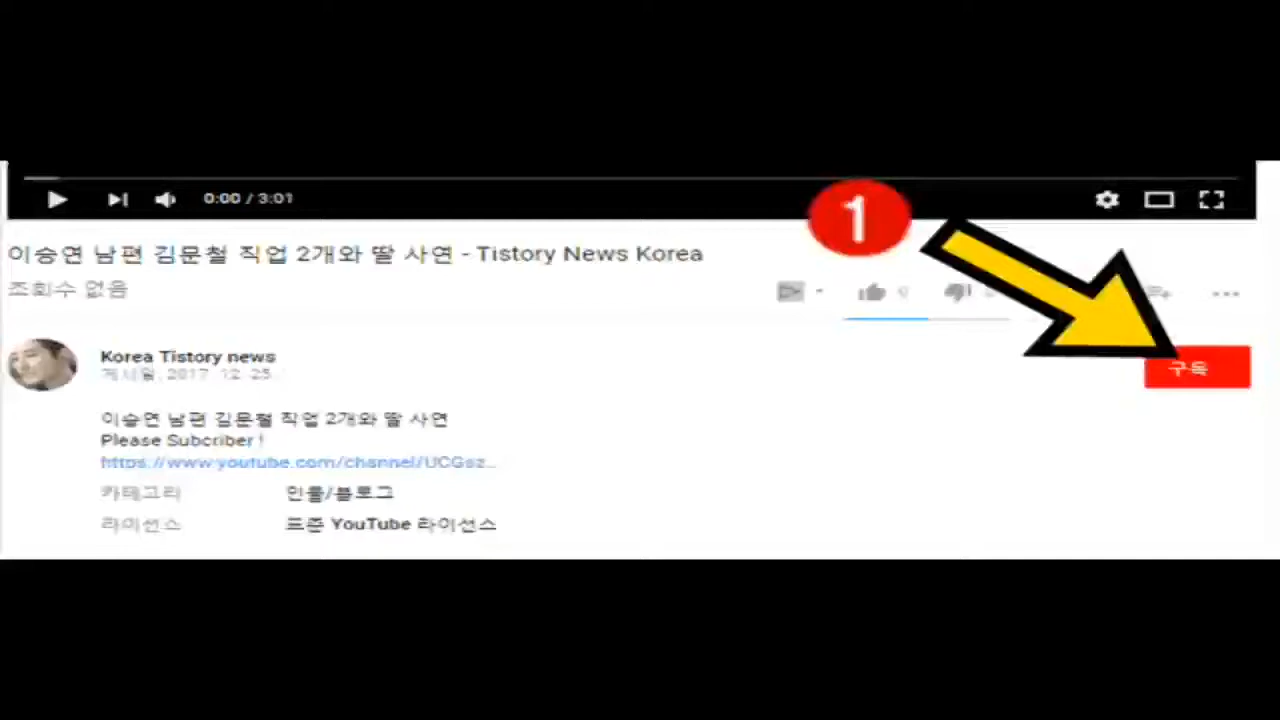 0:00 / 3:01
1
이승연 남편 김문철 직업 2개와 딸 사연 - Tistory News Korea
조회수 없음
0
Korea Tistory news
게시일: 2017. 12. 25.
구독
이승연 남편 김문철 직업 2개와 딸 사연
Please Subcriber !
https://www.youtube.com/channel/UCGsz...
카테고리 인물/블로그
라이선스 표준 YouTube 라이선스